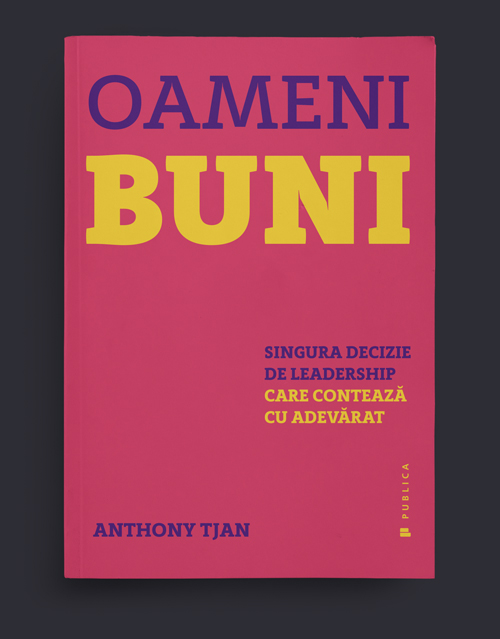 OAMENI
BUNI
SINGURA DECIZIE
DE LEADERSHIP
CARE CONTEAZĂ
CU ADEVĂRAT
PUBLICA
ANTHONY TJAN